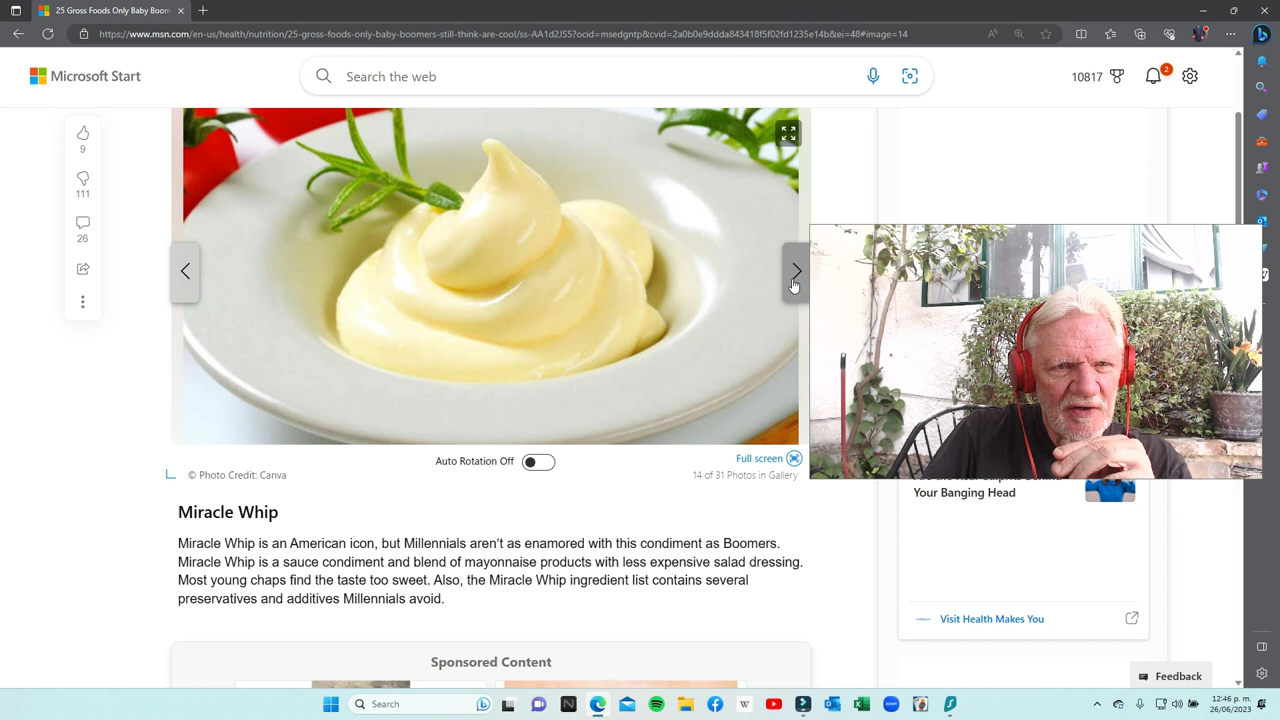 25 Gross Foods Only Baby Boom
https://www.msn.com/en-us/health/nutrition/25-gross-foods-only-baby-boomers-still-think-are-cool/ss-AA1d2JS5?ocid=msedgntp&cvid=2a0b0e9ddda843418f5f02fd1235e14b&ei=48#image=14
Microsoft Start
Search the web
10817
2
9
111
26
Auto Rotation Off
Full screen
© Photo Credit: Canva
14 of 31 Photos in Gallery
Your Banging Head
Miracle Whip
Miracle Whip is an American icon, but Millennials aren't as enamored with this condiment as Boomers.
Miracle Whip is a sauce condiment and blend of mayonnaise products with less expensive salad dressing.
Most young chaps find the taste too sweet. Also, the Miracle Whip ingredient list contains several
preservatives and additives Millennials avoid.
Visit Health Makes You
Sponsored Content
Feedback
Search
12:46 p. m.
26/06/2023